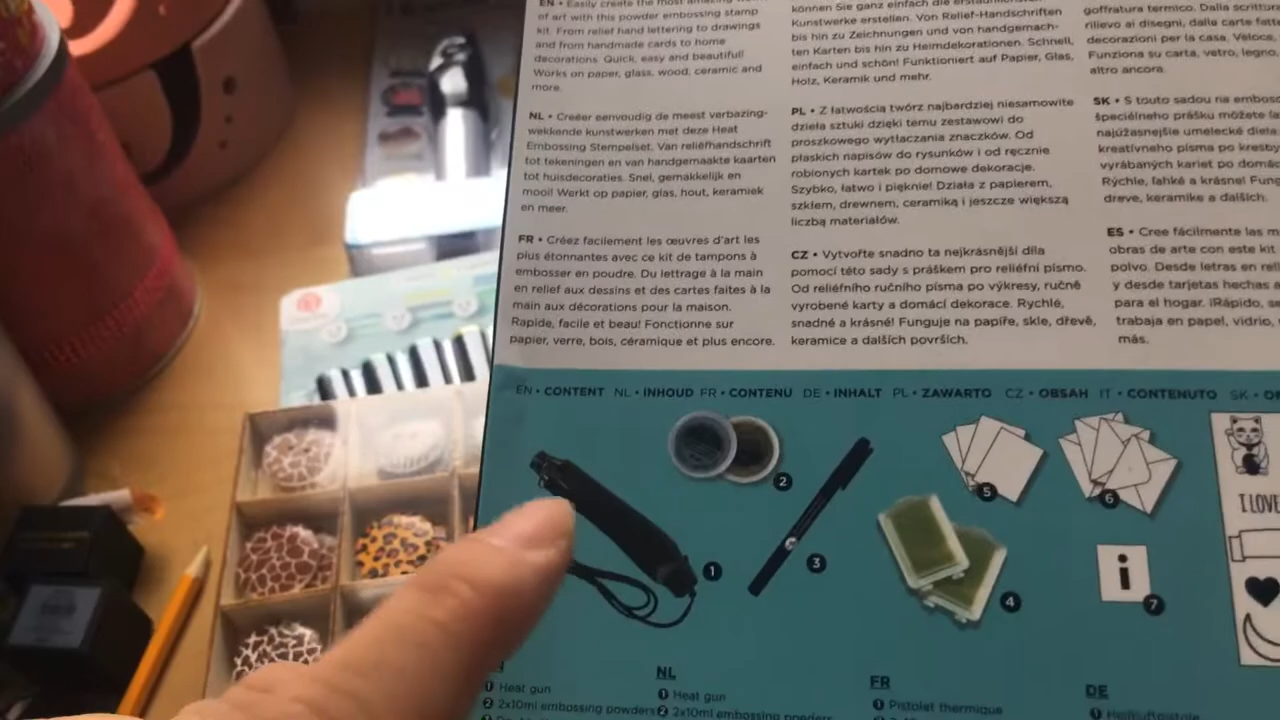 EN • Easily create the most amazing
of art with this powder embossing stamp
kit. From relief hand lettering to drawings
and from handmade cards to home
decorations. Quick, easy and beautiful!
Works on paper, glass, wood, ceramic and
more.
NL • Creëer eenvoudig de meest verbazing-
wekkende kunstwerken met deze Heat
Embossing Stempelset. Van reliëfhandschrift
tot tekeningen en van handgemaakte kaarten
tot huisdecoraties. Snel, gemakkelijk en
mooi! Werkt op papier, glas, hout, keramiek
en meer.
FR • Créez facilement les œuvres d'art les
plus étonnantes avec ce kit de tampons à
embosser en poudre. Du lettrage à la main
en relief aux dessins et des cartes faites à la
main aux décorations pour la maison.
Rapide, facile et beau! Fonctionne sur
papier, verre, bois, céramique et plus encore.
können Sie ganz einfach die erstaunlichsten
Kunstwerke erstellen. Von Relief-Handschriften
bis hin zu Zeichnungen und von handgemach-
ten Karten bis hin zu Heimdekorationen. Schnell,
einfach und schön! Funktioniert auf Papier, Glas,
Holz, Keramik und mehr.
PL • Z łatwością twórz najbardziej niesamowite
dzieła sztuki dzięki temu zestawowi do
proszkowego wytłaczania znaczków. Od
płaskich napisów do rysunków i od ręcznie
robionych kartek po domowe dekoracje.
Szybko, łatwo i pięknie! Działa z papierem,
szkłem, drewnem, ceramiką i jeszcze większą
liczbą materiałów.
CZ • Vytvořte snadno ta nejkrásnější díla
pomocí této sady s práškem pro reliéfní písmo.
Od reliéfního ručního písma po výkresy, ručně
vyrobené karty a domácí dekorace. Rychlé,
snadné a krásné! Funguje na papíře, skle, dřevě,
keramice a dalších površích.
goffratura termico. Dalla scrittura
rilievo ai disegni, dalle carte fatte
decorazioni per la casa. Veloce,
Funziona su carta, vetro, legno,
altro ancora.
SK • S touto sadou na
špeciálneho prášku môžete
najúžasnejšie umelecké diela
kreatívneho písma po kresby
vyrábaných kariet po
Rýchle, ľahké a krásne!
dreve, keramike a ďalších.
ES • Cree fácilmente las
obras de arte con este kit
polvo. Desde letras en
y desde tarjetas hechas a
para el hogar. ¡Rápido,
trabaja en papel, vidrio,
más.
EN • CONTENT NL • INHOUD FR • CONTENU DE • INHALT PL • ZAWARTO CZ • OBSAH IT • CONTENUTO SK •
1
2
3
4
5
6
i
7
I LOVE
NL
FR
DE
1 Heat gun
2 2x10ml embossing powders
1 Heat gun
2 2x10ml embossing powders
1 Pistolet thermique
1 Heißluftpistole